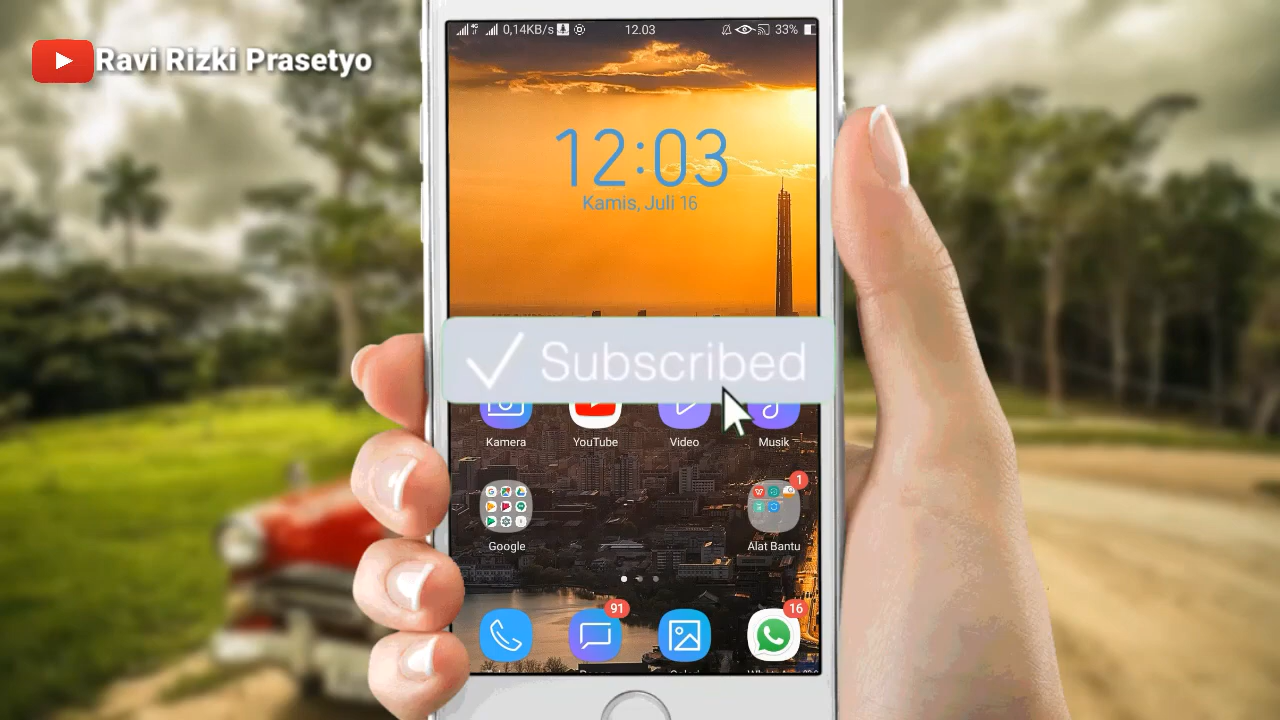 Ravi Rizki Prasetyo
4G 0,14KB/s 12.03 33%
12:03
Kamis, Juli 16
Subscribed
Kamera YouTube Video Musik
1
Google Alat Bantu
91 16